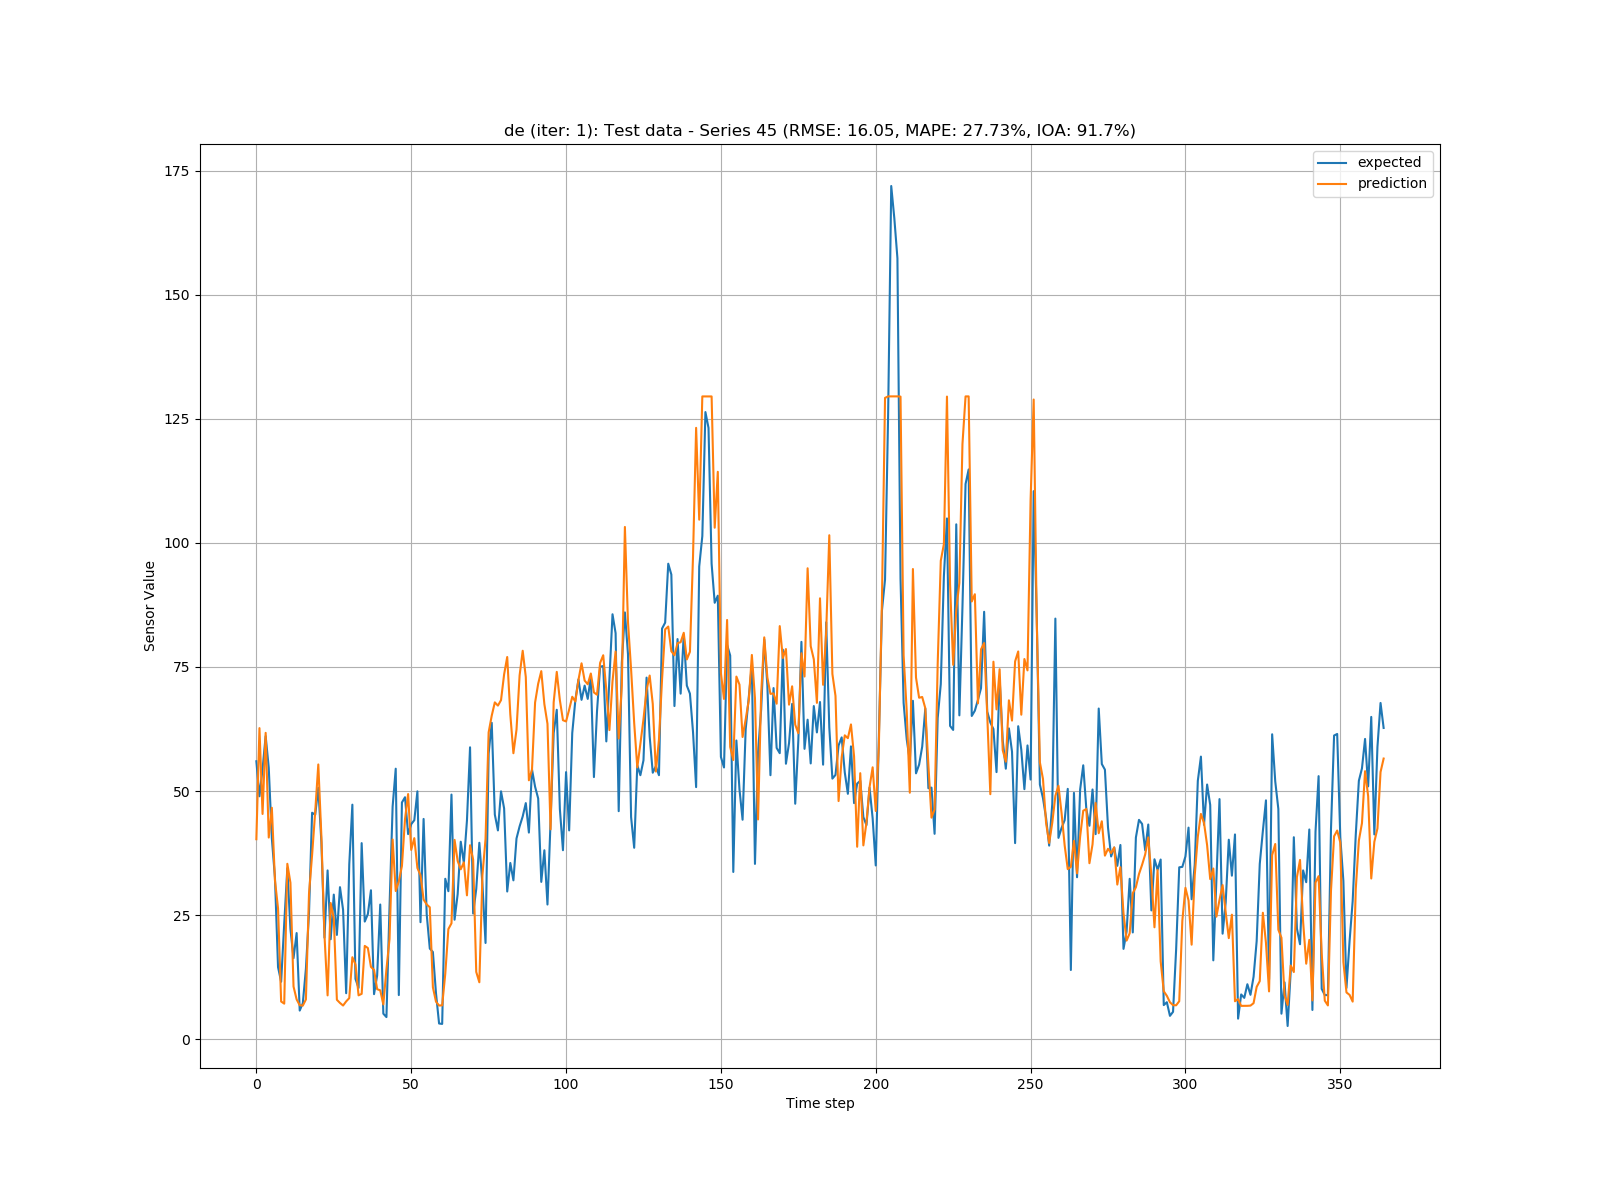 de (iter: 1): Test data - Series 45 (RMSE: 16.05, MAPE: 27.73%, IOA: 91.7%)
expected
prediction
175
150
125
100
75
50
25
0
Sensor Value
0 50 100 150 200 250 300 350
Time step